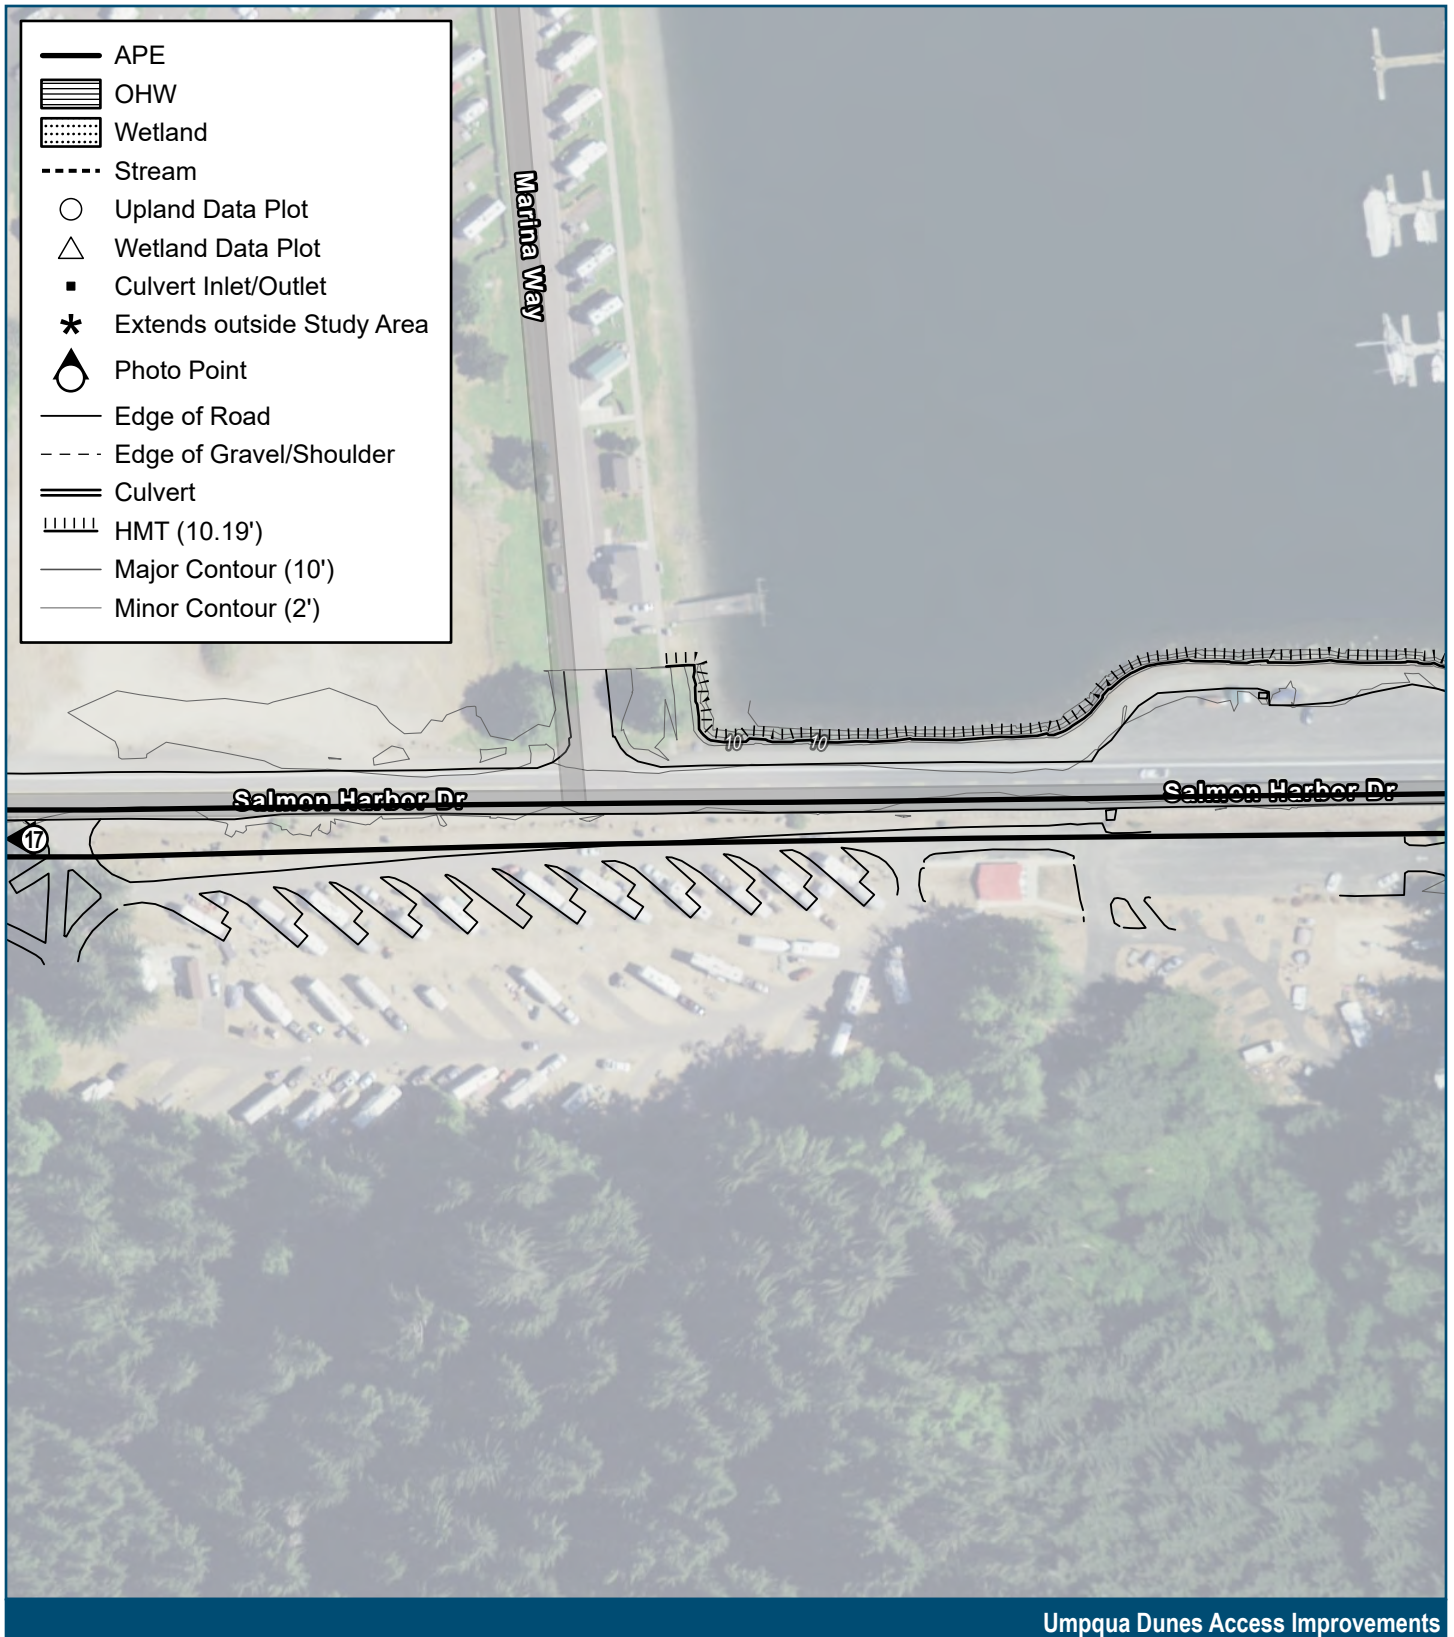 APE
OHW
Wetland
Stream
Upland Data Plot
Wetland Data Plot
Culvert Inlet/Outlet
Extends outside Study Area
Photo Point
Edge of Road
Edge of Gravel/Shoulder
Culvert
HMT (10.19')
Major Contour (10')
Minor Contour (2')
Marina Way
10
10
Salmon Harbor Dr
Salmon Harbor Dr
17
Umpqua Dunes Access Improvements